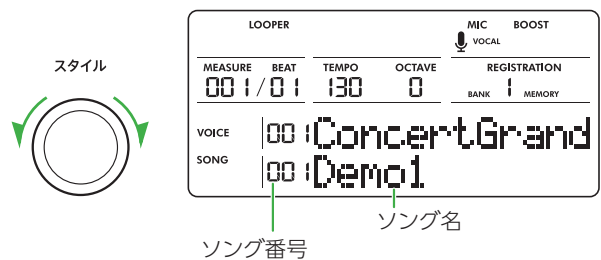 LOOPER
MIC BOOST
VOCAL
スタイル
MEASURE BEAT TEMPO OCTAVE REGISTRATION
001/01 130 0 BANK 1 MEMORY
VOICE 001 ConcertGrand
SONG 001 Demo1
ソング名
ソング番号